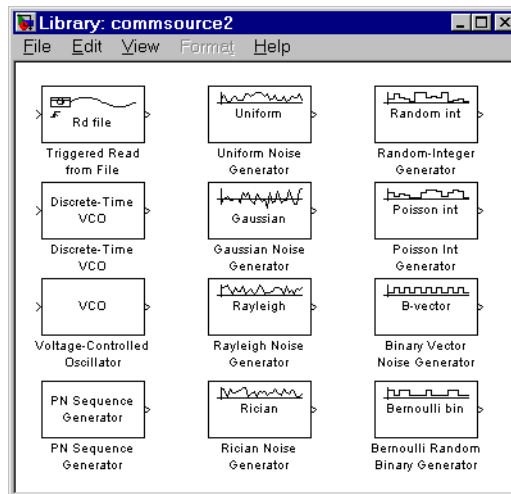 Library: commsource2
File Edit View Format Help
Rd file
Triggered Read
from File
Uniform
Uniform Noise
Generator
Random int
Random-Integer
Generator
Discrete-Time
VCO
Discrete-Time
VCO
Gaussian
Gaussian Noise
Generator
Poisson int
Poisson Int
Generator
VCO
Voltage-Controlled
Oscillator
Rayleigh
Rayleigh Noise
Generator
B-vector
Binary Vector
Noise Generator
PN Sequence
Generator
PN Sequence
Generator
Rician
Rician Noise
Generator
Bernoulli bin
Bernoulli Random
Binary Generator